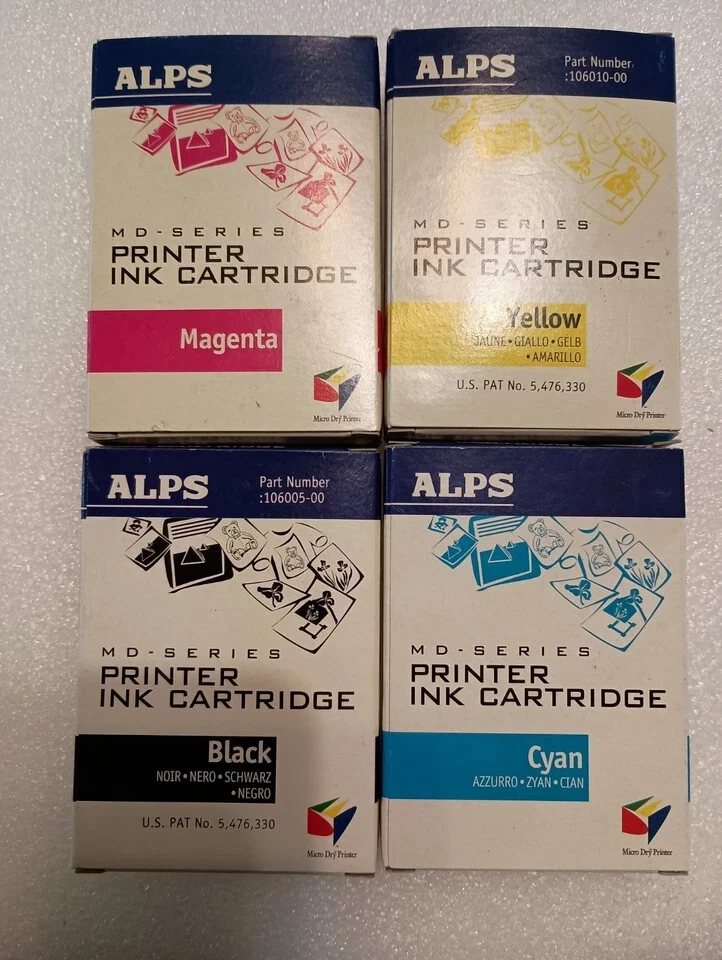 ALPS
MD-SERIES
PRINTER
INK CARTRIDGE
Magenta
Micro Dry Printer
ALPS
Part Number
:106010-00
MD-SERIES
PRINTER
INK CARTRIDGE
Yellow
JAUNE•GIALLO•GELB
•AMARILLO
U.S. PAT No. 5,476,330
Micro Dry Printer
ALPS
Part Number
:106005-00
MD-SERIES
PRINTER
INK CARTRIDGE
Black
NOIR•NERO•SCHWARZ
•NEGRO
U.S. PAT No. 5,476,330
Micro Dry Printer
ALPS
MD-SERIES
PRINTER
INK CARTRIDGE
Cyan
AZZURRO•ZYAN•CIAN
Micro Dry Printer